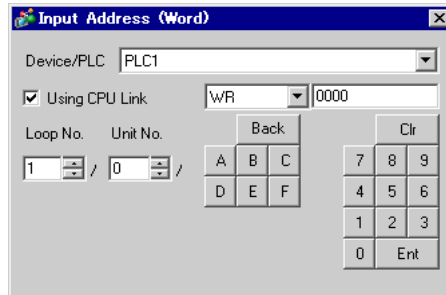 Input Address (Word)
Device/PLC PLC1
Using CPU Link WR 0000
Loop No. Unit No. Back Clr
1 / 0 / A B C 7 8 9
D E F 4 5 6
1 2 3
0 Ent